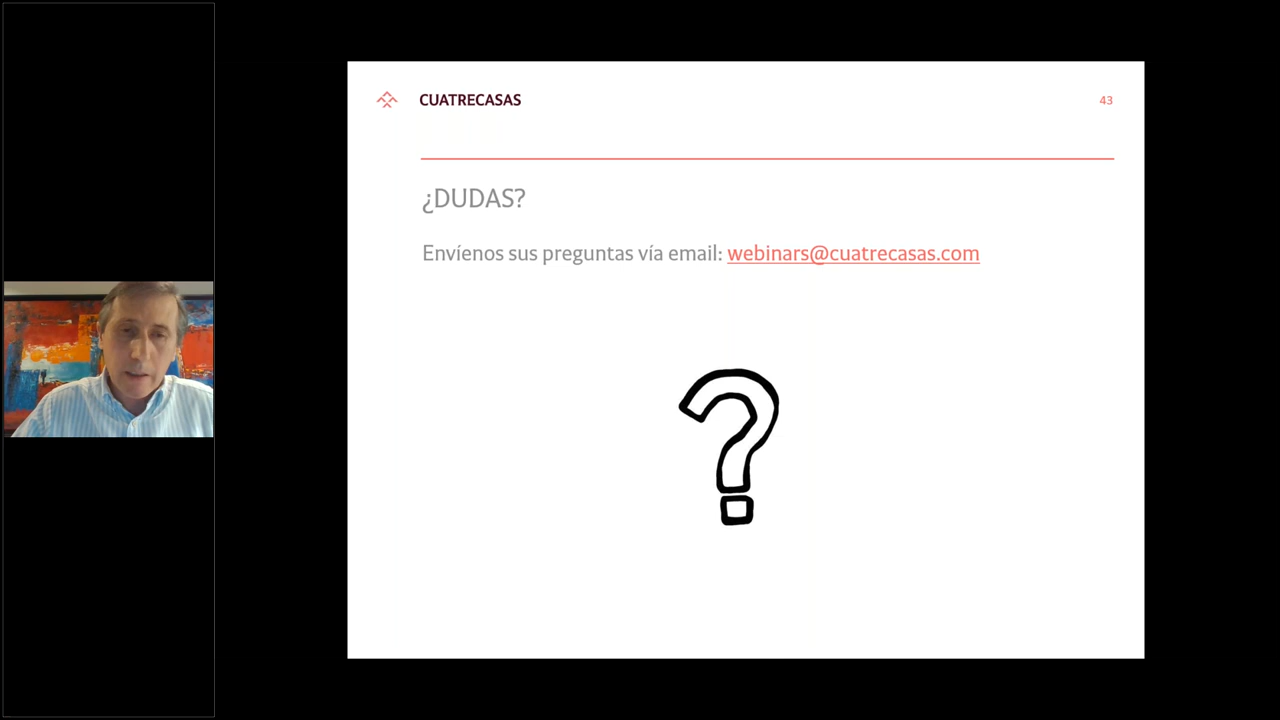 CUATRECASAS
43
¿DUDAS?
Envíenos sus preguntas vía email: webinars@cuatrecasas.com
?